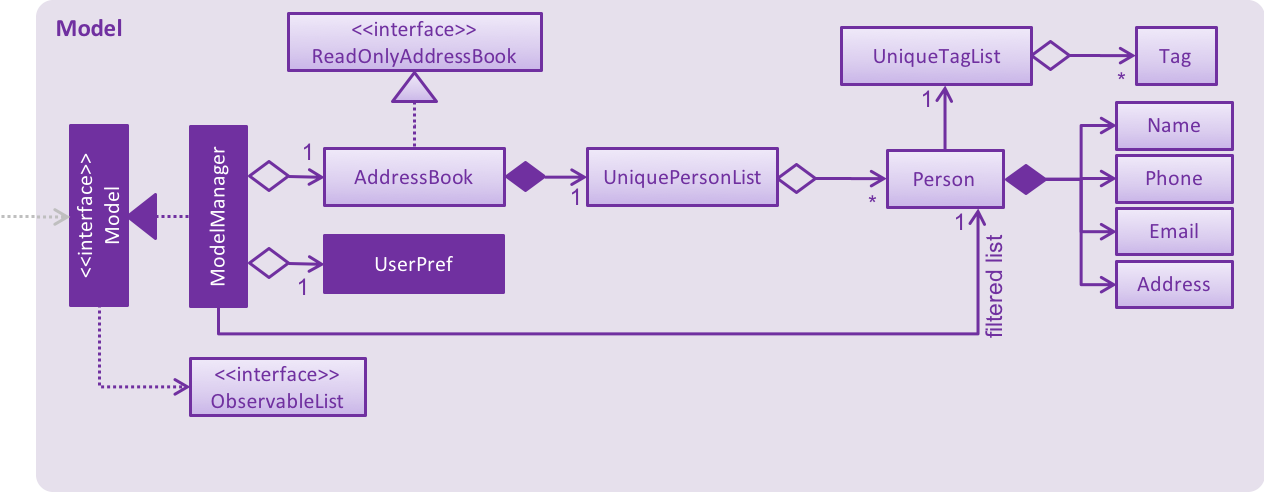 Model
<<interface>>
ReadOnlyAddressBook
UniqueTagList
Tag
*
1
Name
<<interface>>
Model
ModelManager
1
AddressBook
1
UniquePersonList
*
Person
Phone
1
Email
UserPref
1
filtered list
Address
<<interface>>
ObservableList